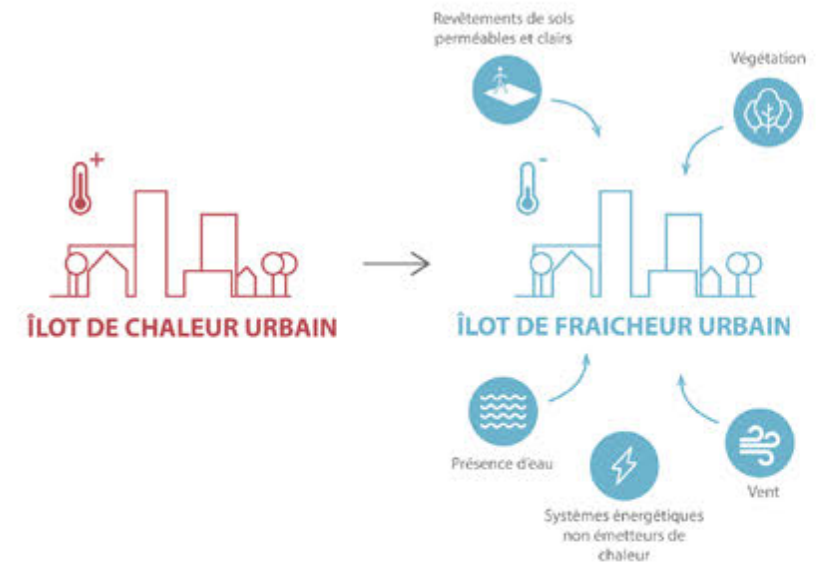 Revêtements de sols
perméables et clairs
Végétation
+
-
ÎLOT DE CHALEUR URBAIN
ÎLOT DE FRAICHEUR URBAIN
Présence d'eau
Vent
Systèmes énergétiques
non émetteurs de
chaleur